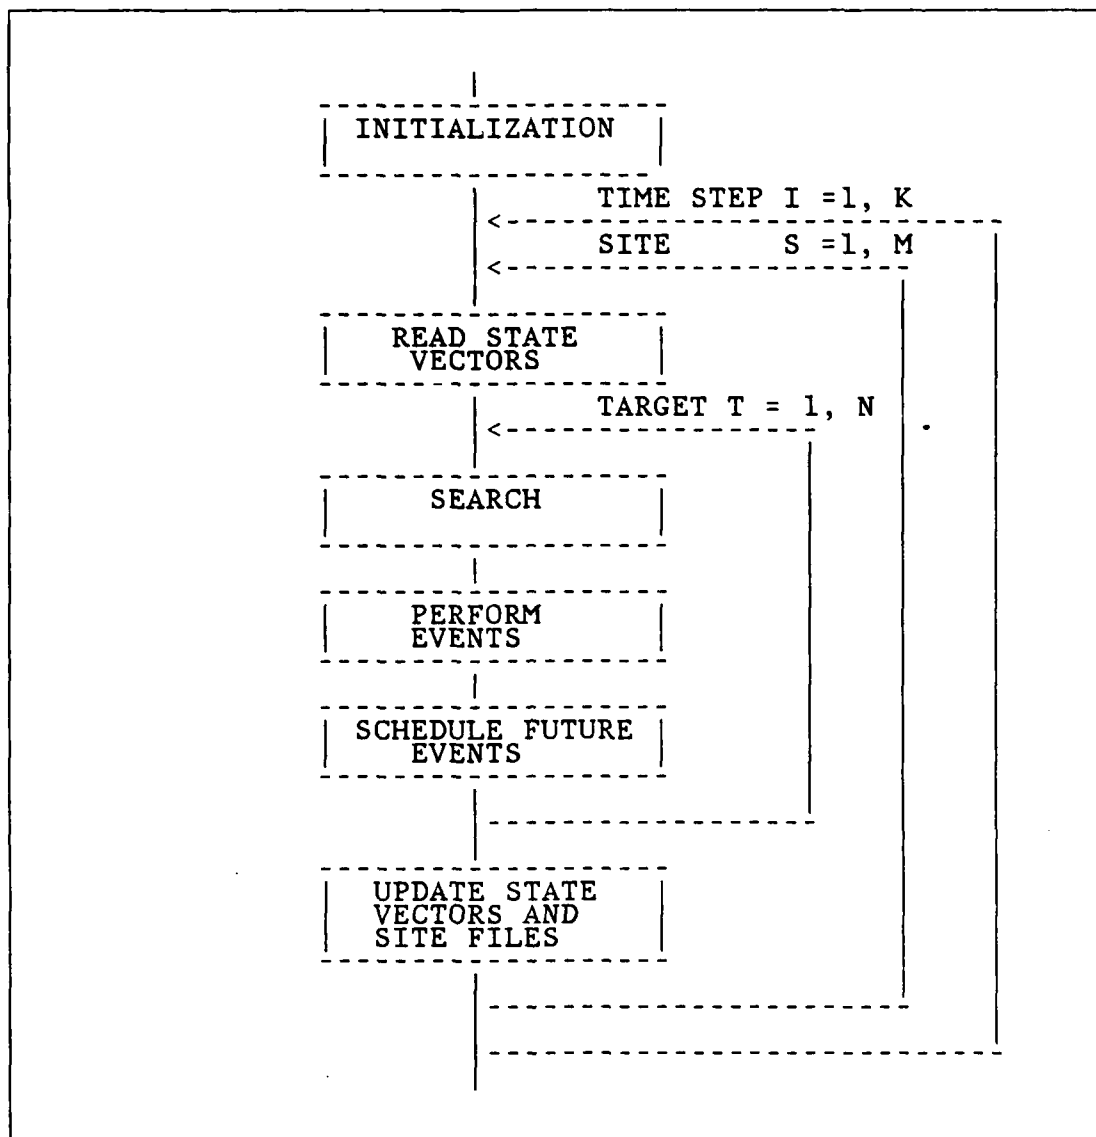 INITIALIZATION
TIME STEP I =1, K
SITE S =1, M
READ STATE
VECTORS
TARGET T = 1, N
SEARCH
PERFORM
EVENTS
SCHEDULE FUTURE
EVENTS
UPDATE STATE
VECTORS AND
SITE FILES